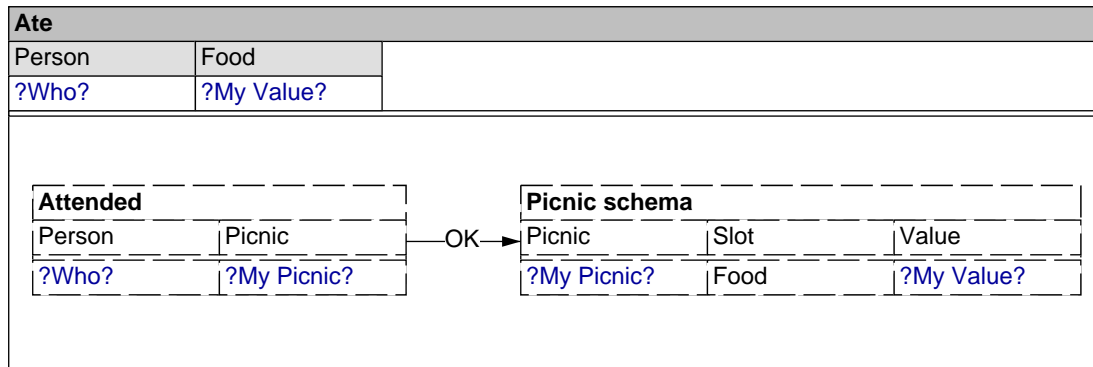 Ate
Person Food
?Who? ?My Value?
Attended Picnic schema
Person Picnic OK Picnic Slot Value
?Who? ?My Picnic? ?My Picnic? Food ?My Value?